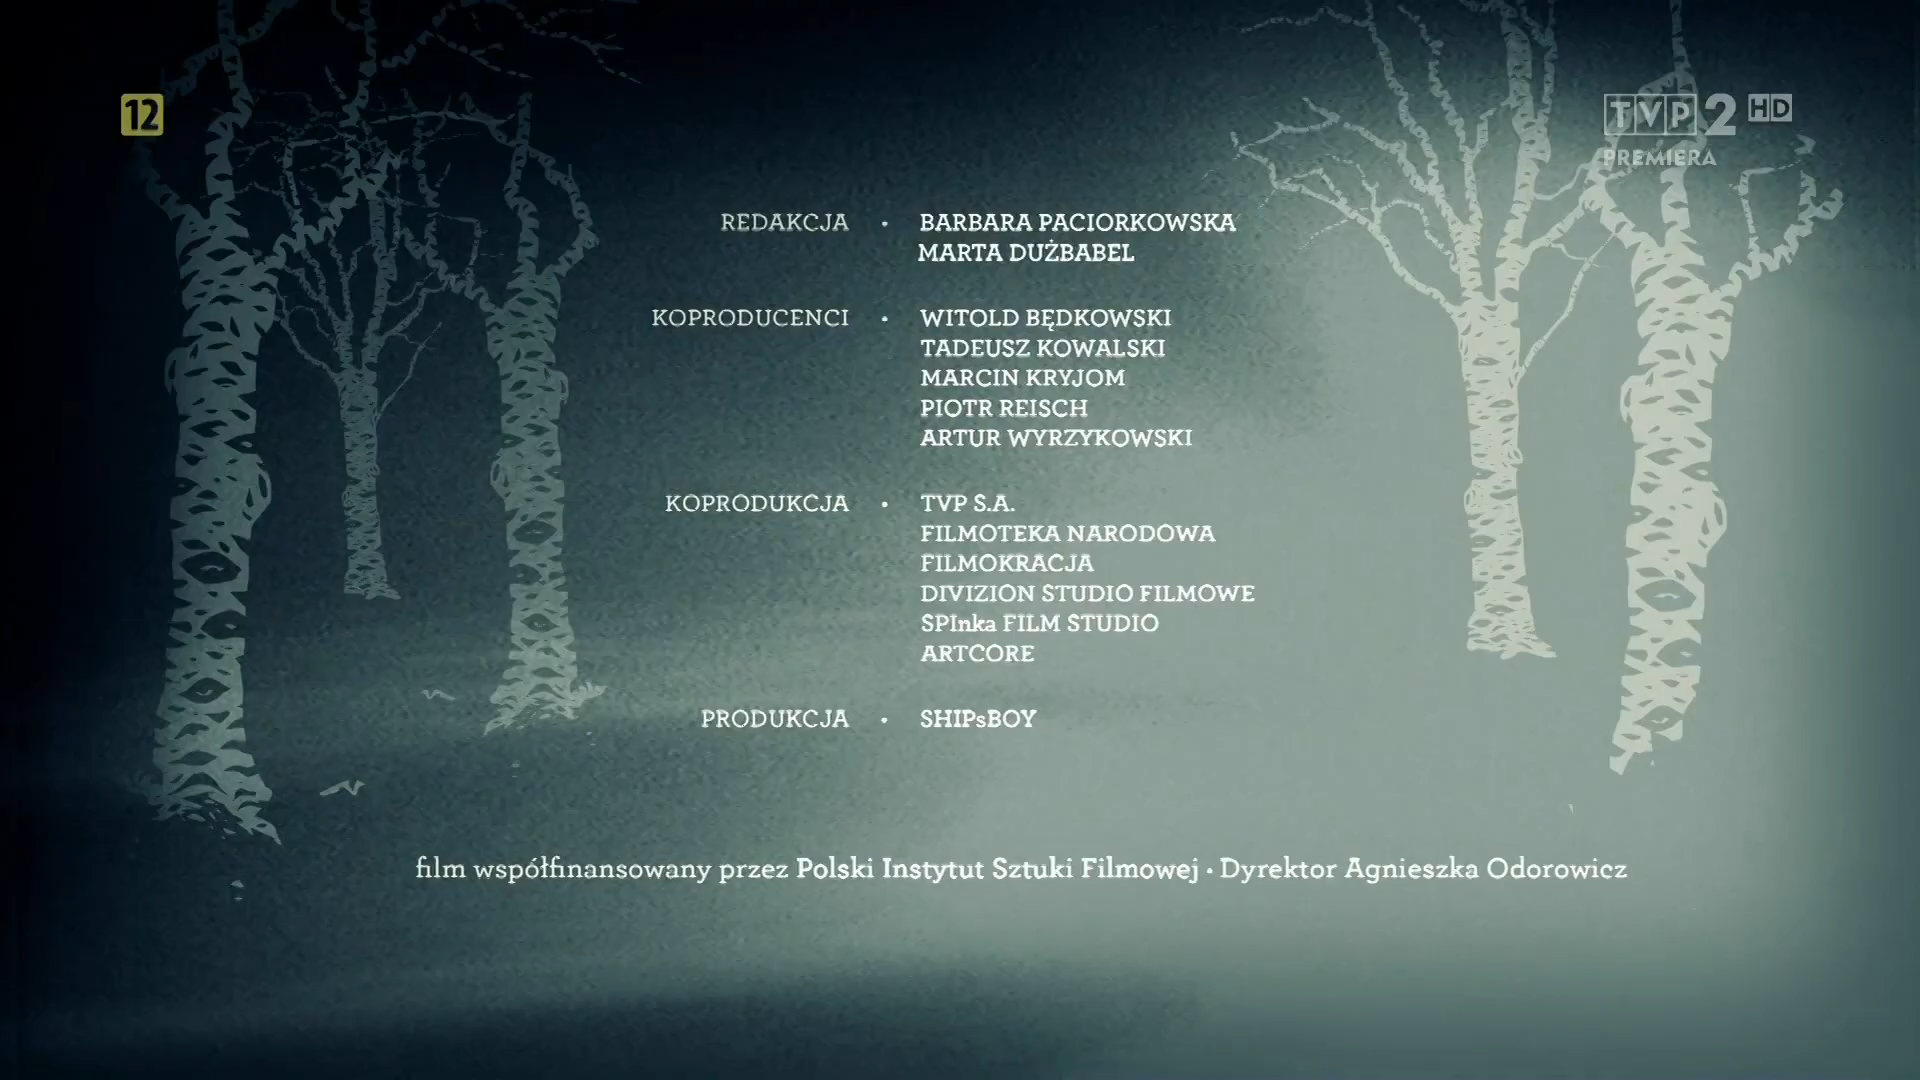 12
TVP 2 HD
PREMIERA
REDAKCJA • BARBARA PACIORKOWSKA
MARTA DUŻBABEL
KOPRODUCENCI • WITOLD BĘDKOWSKI
TADEUSZ KOWALSKI
MARCIN KRYJOM
PIOTR REISCH
ARTUR WYRZYKOWSKI
KOPRODUKCJA • TVP S.A.
FILMOTEKA NARODOWA
FILMOKRACJA
DIVIZION STUDIO FILMOWE
SPInka FILM STUDIO
ARTCORE
PRODUKCJA • SHIPsBOY
film współfinansowany przez Polski Instytut Sztuki Filmowej • Dyrektor Agnieszka Odorowicz